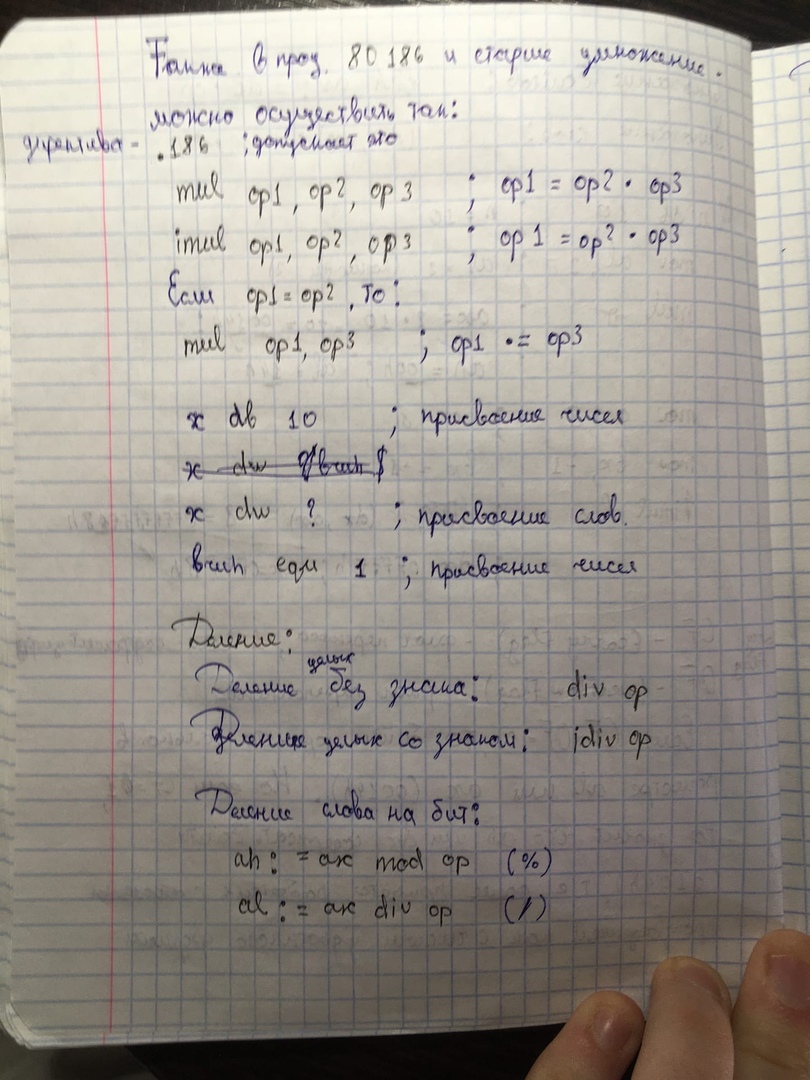 Также в проц. 80186 и старше умножение
можно осуществить так:
директива - .186 ; допускает это
mul op1, op2, op3 ; op1 = op2 · op3
imul op1, op2, op3 ; op1 = op2 · op3
Если op1 = op2, то:
mul op1, op3 ; op1 ·= op3
x db 10 ; присвоение чисел
x dw ? ; присвоение слов.
bruh equ 1 ; присвоение чисел
Деление:
Деление целых без знака: div op
Деление целых со знаком: idiv op
Деление слова на бит:
ah := ax mod op (%)
al := ax div op (/)